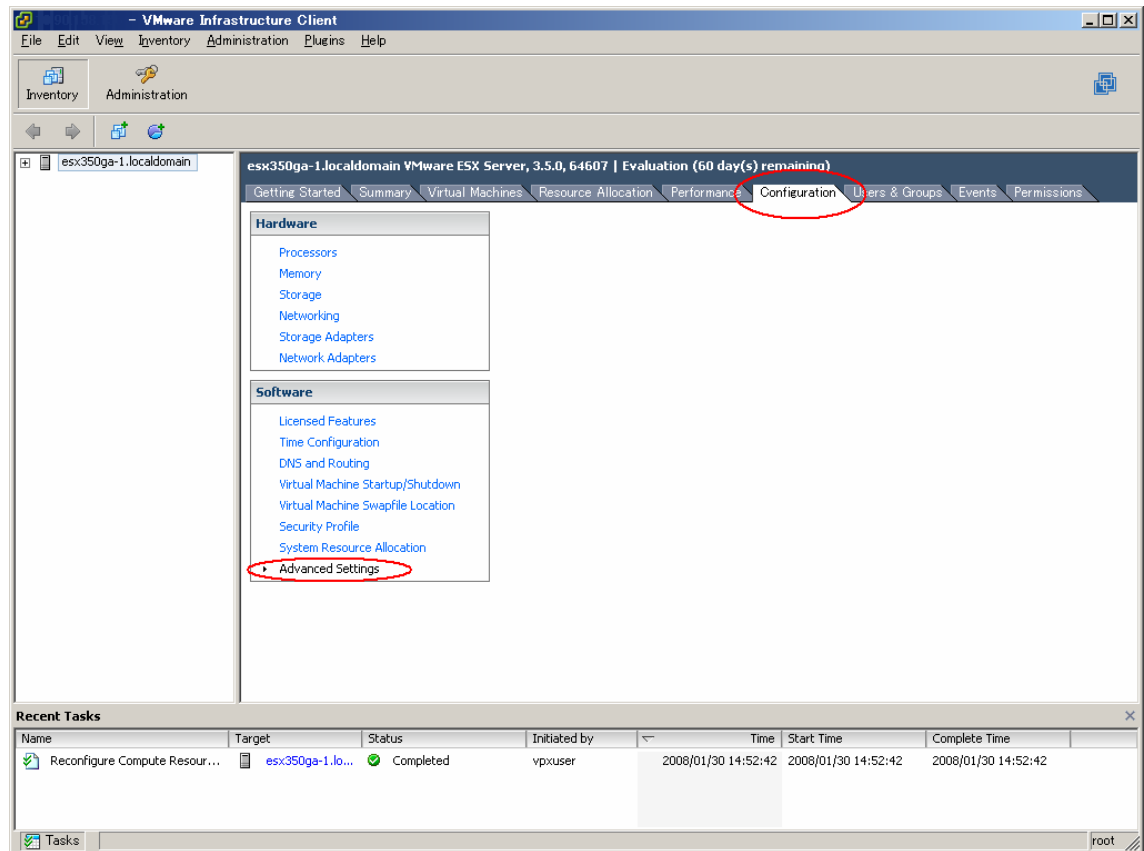 - VMware Infrastructure Client
File Edit View Inventory Administration Plugins Help
Inventory Administration
esx350ga-1.localdomain
esx350ga-1.localdomain VMware ESX Server, 3.5.0, 64607 | Evaluation (60 day(s) remaining)
Getting Started Summary Virtual Machines Resource Allocation Performance Configuration Users & Groups Events Permissions
Hardware
Processors
Memory
Storage
Networking
Storage Adapters
Network Adapters
Software
Licensed Features
Time Configuration
DNS and Routing
Virtual Machine Startup/Shutdown
Virtual Machine Swapfile Location
Security Profile
System Resource Allocation
Advanced Settings
Recent Tasks
Name Target Status Initiated by Time Start Time Complete Time
Reconfigure Compute Resour... esx350ga-1.lo... Completed vpxuser 2008/01/30 14:52:42 2008/01/30 14:52:42 2008/01/30 14:52:42
Tasks root